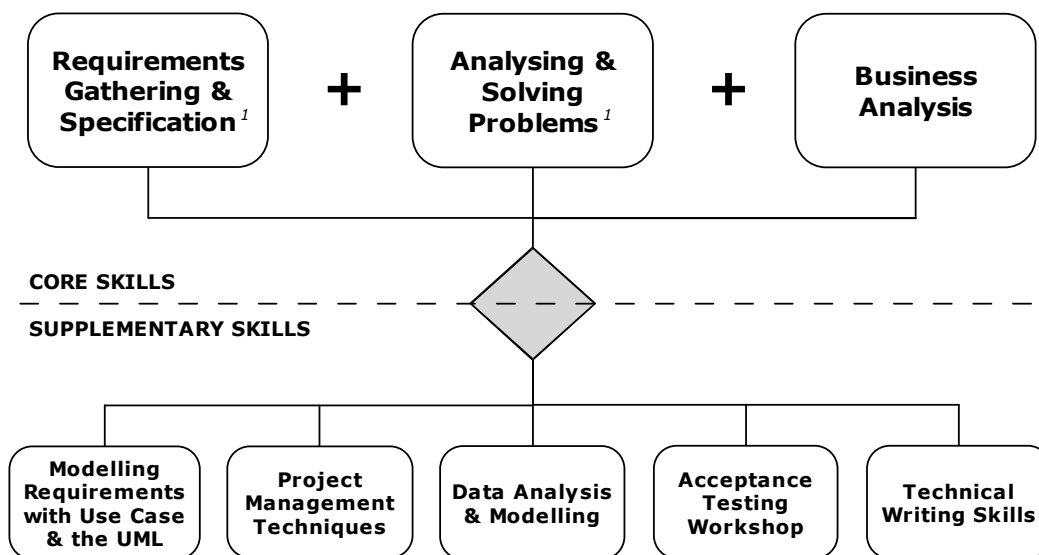 Requirements
Gathering &
Specification 1
+
Analysing &
Solving
Problems 1
+
Business
Analysis
CORE SKILLS
SUPPLEMENTARY SKILLS
Modelling
Requirements
with Use Case
& the UML
Project
Management
Techniques
Data Analysis
& Modelling
Acceptance
Testing
Workshop
Technical
Writing Skills